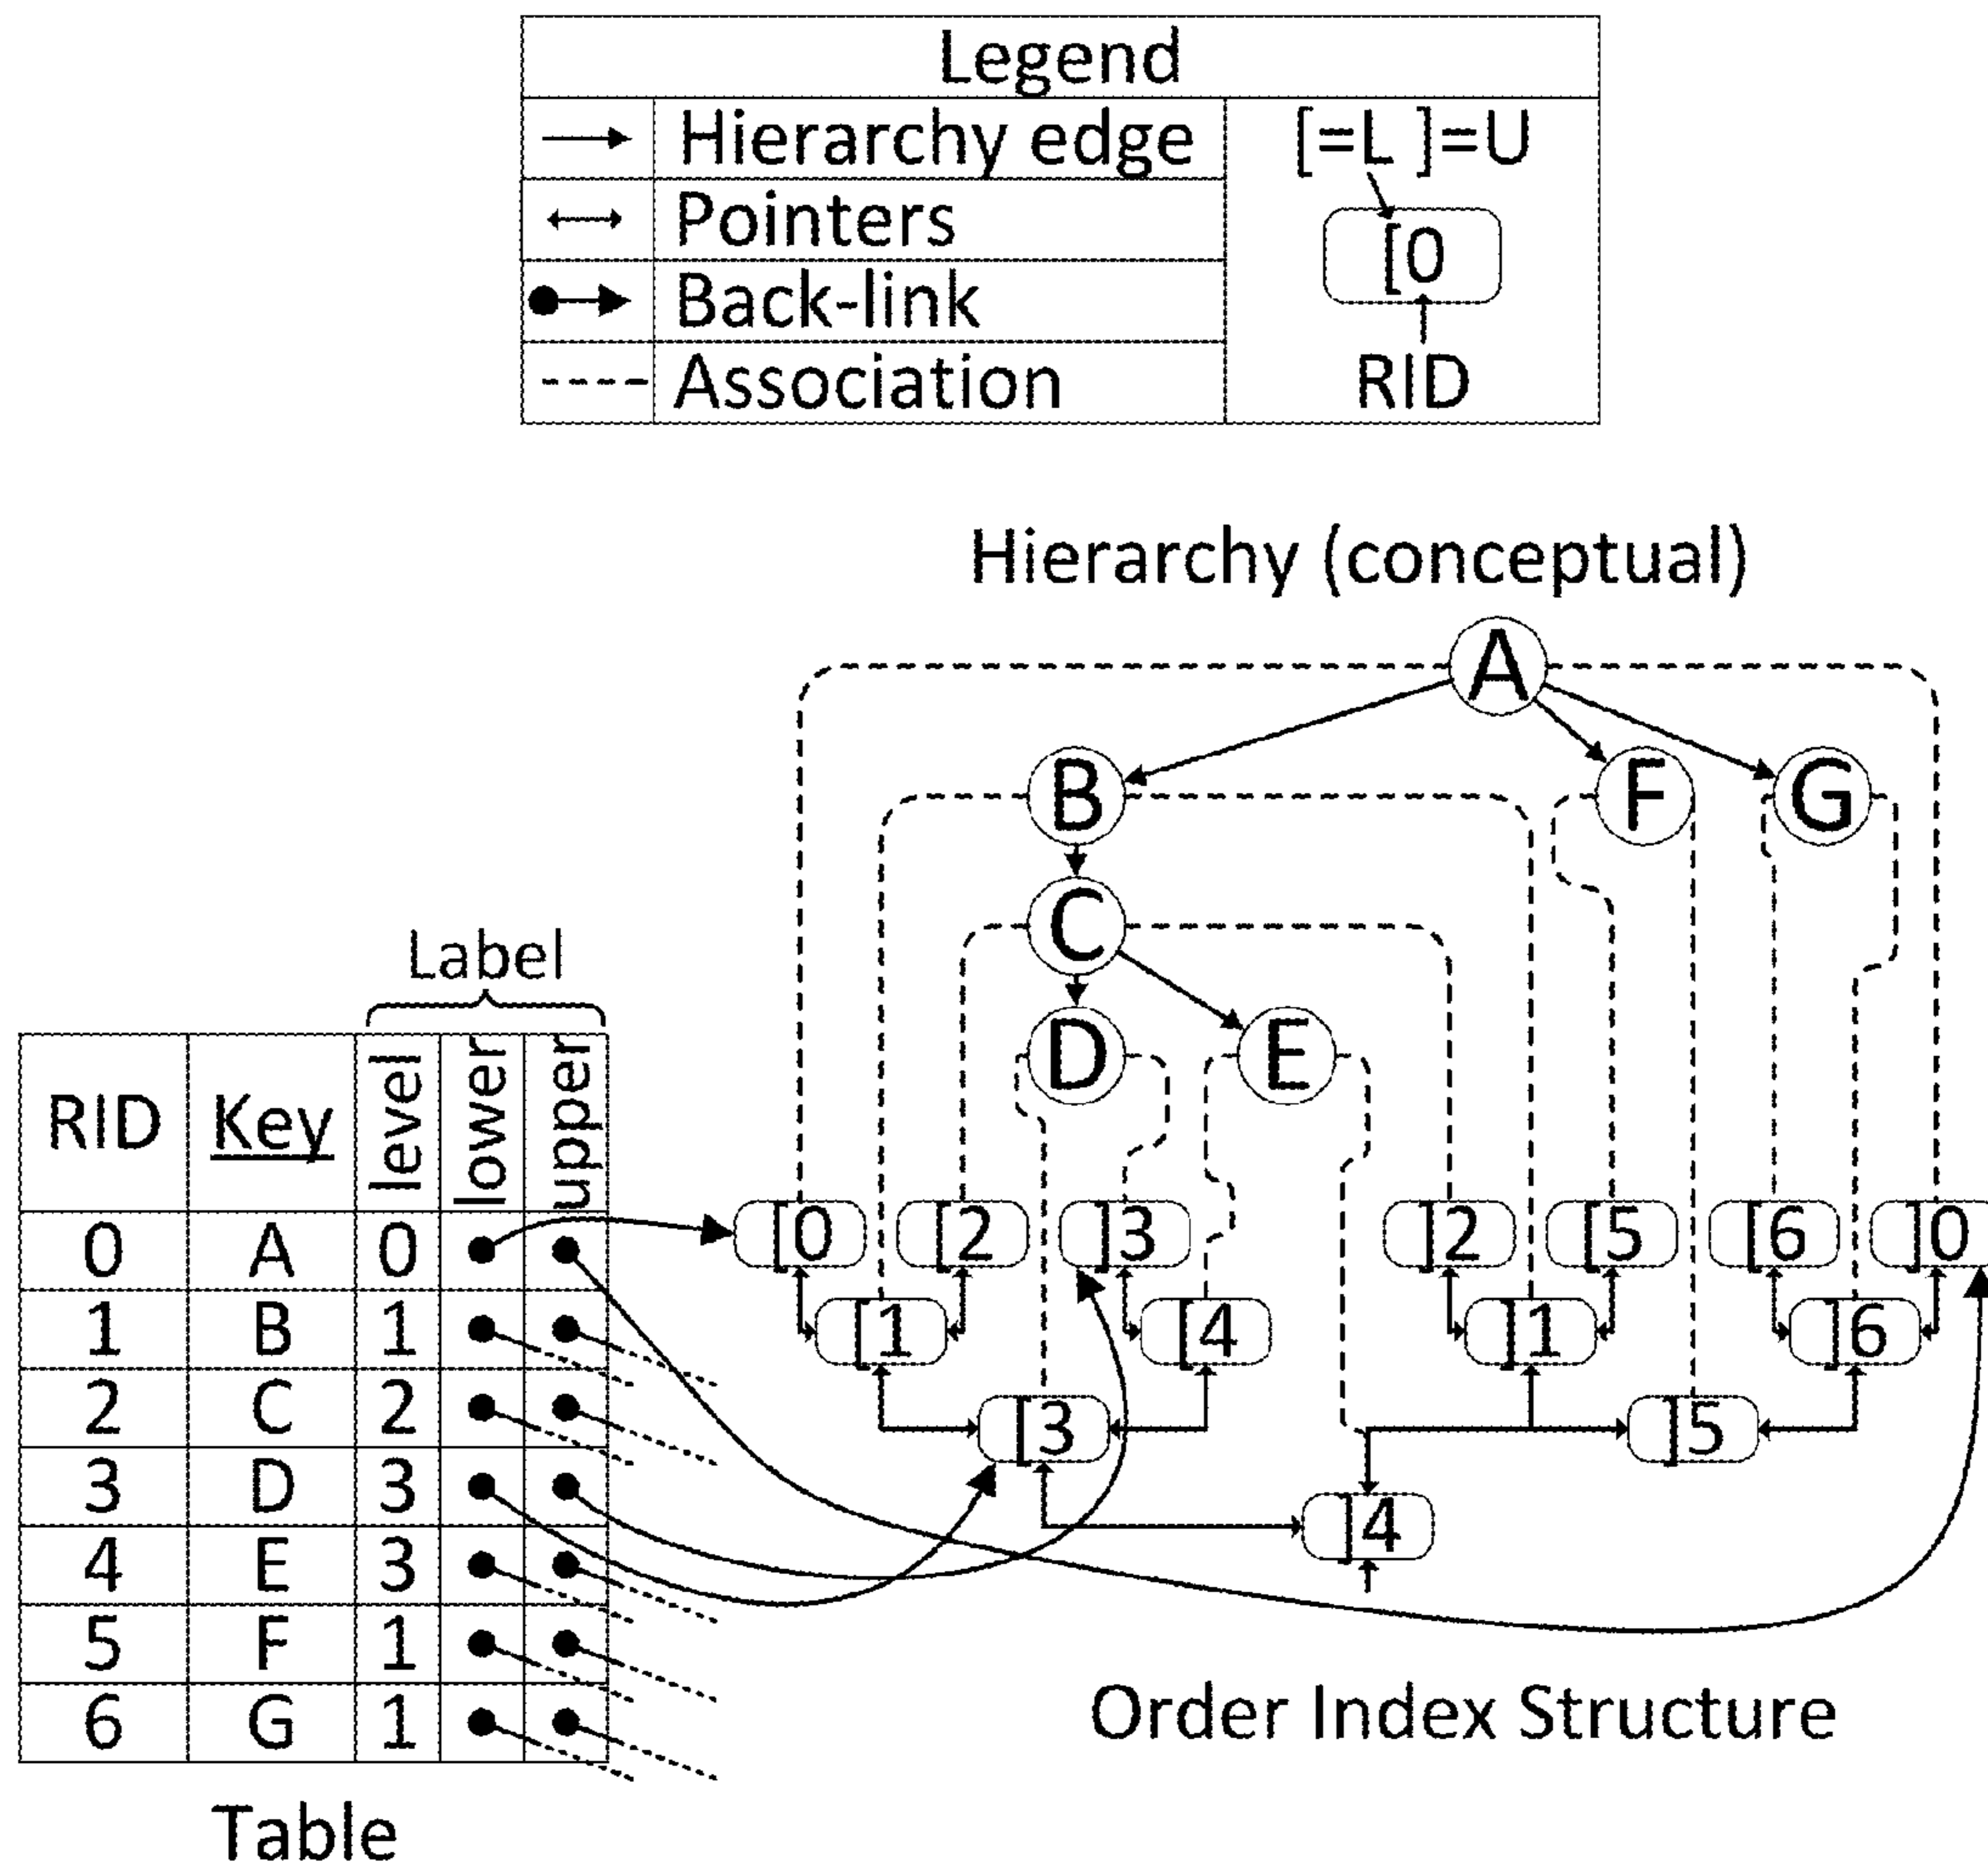 Legend
Hierarchy edge
Pointers
Back-link
Association
[=L ]=U
[0
RID
Hierarchy (conceptual)
A
B F G
C
D E
Label
RID Key level lower upper
0 A 0
1 B 1
2 C 2
3 D 3
4 E 3
5 F 1
6 G 1
Table
[0 [2 ]3 ]2 [5 [6 ]0
[1 [4 ]1 ]6
[3 ]5
]4
Order Index Structure